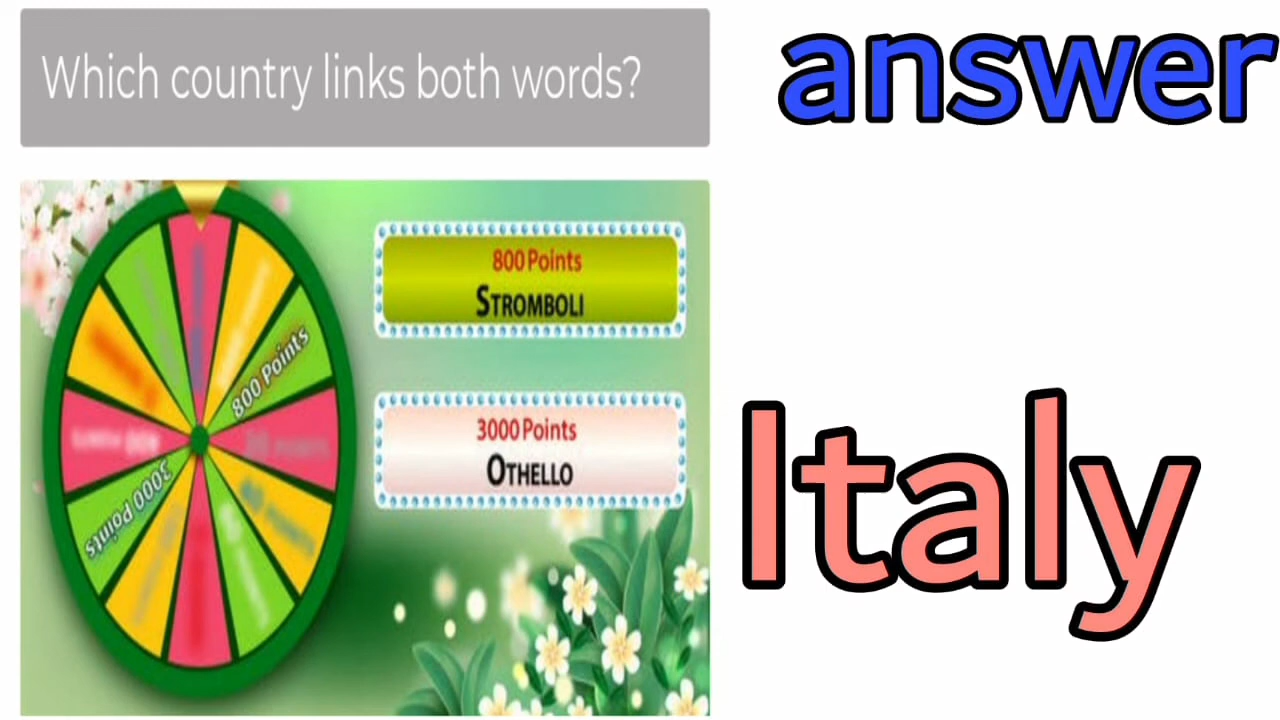 Which country links both words?
answer
800 Points
STROMBOLI
800 Points
3000 Points
OTHELLO
3000 Points
Italy